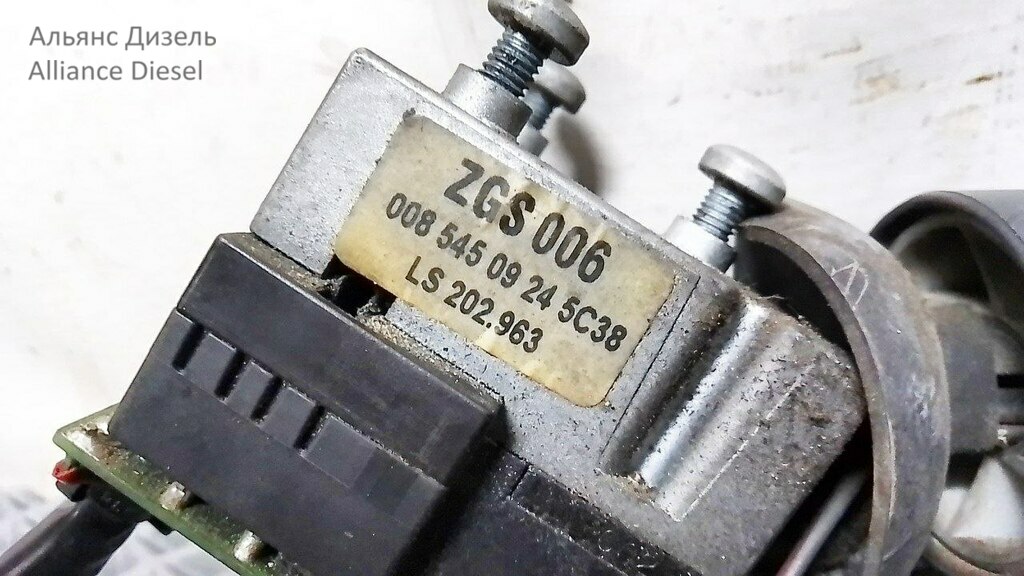 Альянс Дизель
Alliance Diesel
ZGS 006
008 545 09 24 5C38
LS 202.963